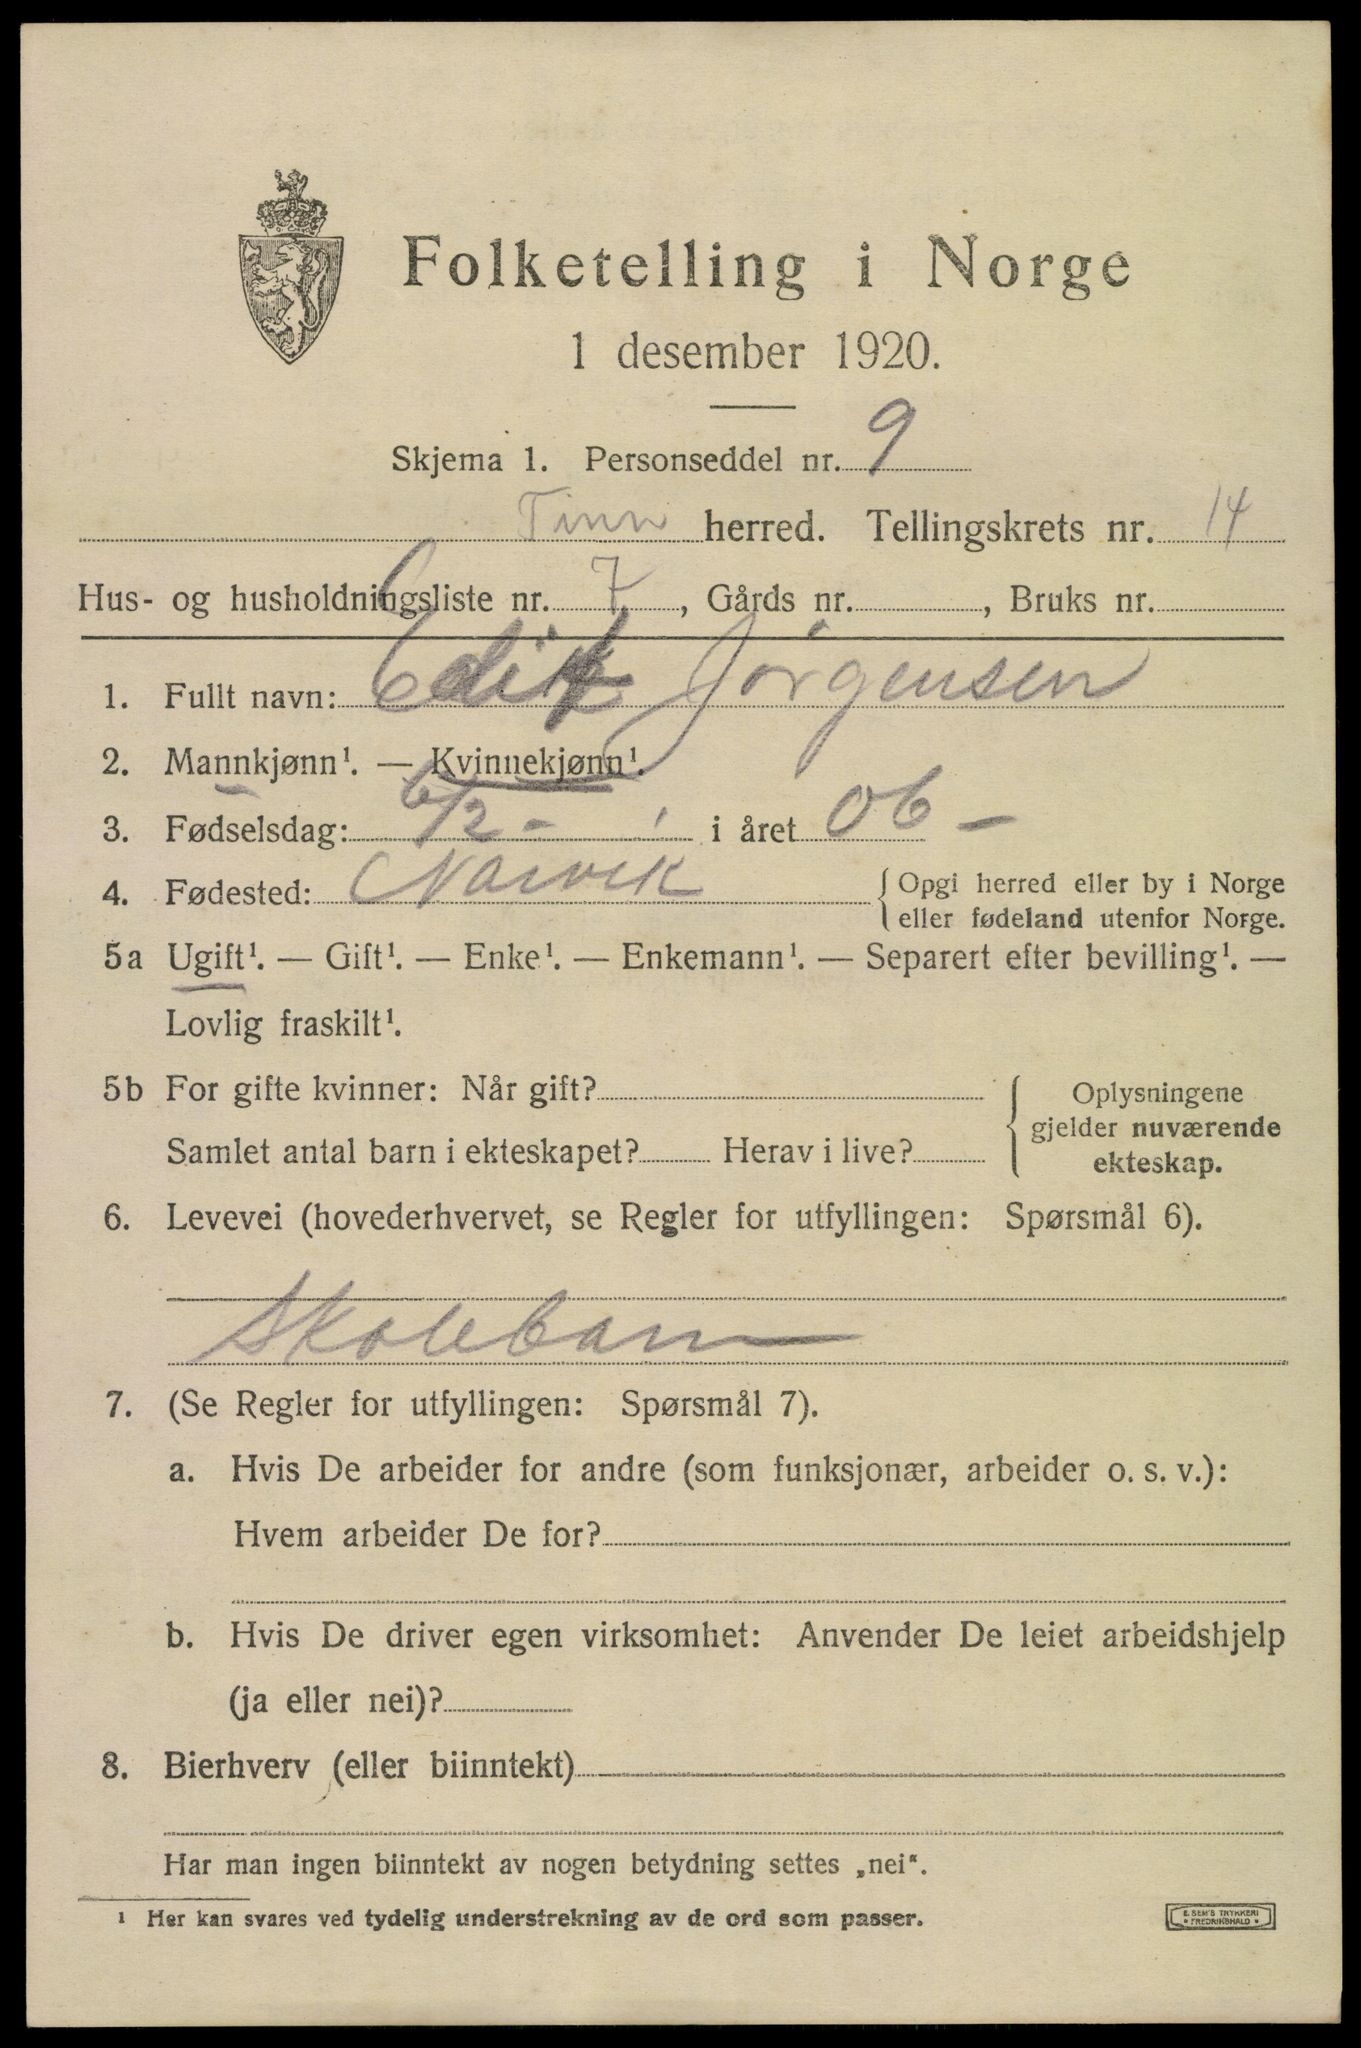 Folketelling i Norge
1 desember 1920.
Skjema 1. Personseddel nr. 9
Tinn herred. Tellingskrets nr. 14
Hus- og husholdningsliste nr. 7, Gårds nr. , Bruks nr.
1. Fullt navn: Edit Jörgensen
2. Mannkjønn¹. — Kvinnekjønn¹.
3. Fødselsdag: 6/2 - i året 06 -
4. Fødested: Narvik { Opgi herred eller by i Norge
eller fødeland utenfor Norge.
5a Ugift¹. — Gift¹. — Enke¹. — Enkemann¹. — Separert efter bevilling¹. —
Lovlig fraskilt¹.
5b For gifte kvinner: Når gift?
Samlet antal barn i ekteskapet? Herav i live?
{ Oplysningene
gjelder nuværende
ekteskap.
6. Levevei (hovederhvervet, se Regler for utfyllingen: Spørsmål 6).
Skolebarn
7. (Se Regler for utfyllingen: Spørsmål 7).
a. Hvis De arbeider for andre (som funksjonær, arbeider o. s. v.):
Hvem arbeider De for?
b. Hvis De driver egen virksomhet: Anvender De leiet arbeidshjelp
(ja eller nei)?
8. Bierhverv (eller biinntekt)
Har man ingen biinntekt av nogen betydning settes „nei“.
¹ Her kan svares ved tydelig understrekning av de ord som passer.
E. SEM'S TRYKKERI
• FREDRIKSHALD •